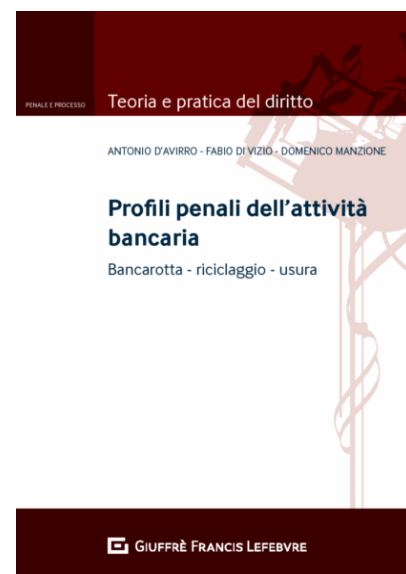 PENALE E PROCESSO
Teoria e pratica del diritto
ANTONIO D'AVIRRO - FABIO DI VIZIO - DOMENICO MANZIONE
Profili penali dell'attività
bancaria
Bancarotta - riciclaggio - usura
GIUFFRÈ FRANCIS LEFEBVRE